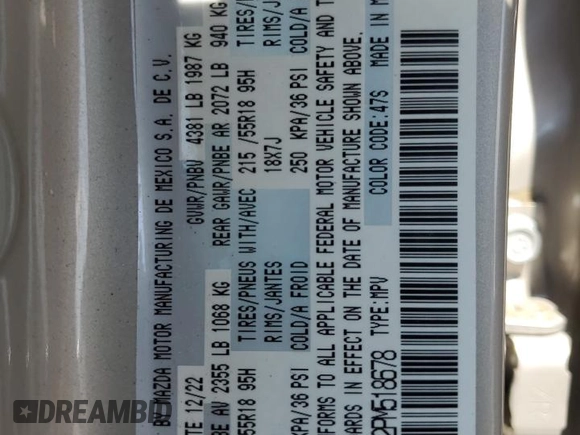 BY MAZDA MOTOR MANUFACTURING DE MEXICO S.A. DE C.V.
TE 12/22 GVWR/PNBV 4381 LB 1987 KG
BE AV 2355 LB 1068 KG REAR GAWR/PNBE AR 2072 LB 940 KG
TIRES/PNEUS WITH/AVEC 215/55R18 95H TIRES/
55R18 95H RIMS/JANTES 18X7J RIMS/J
KPA/36 PSI COLD/A FROID 250 KPA/36 PSI COLD/A
FORMS TO ALL APPLICABLE FEDERAL MOTOR VEHICLE SAFETY AND T
ARDS IN EFFECT ON THE DATE OF MANUFACTURE SHOWN ABOVE.
2PM518678 TYPE:MPV COLOR CODE:47S MADE IN M
DREAMBID